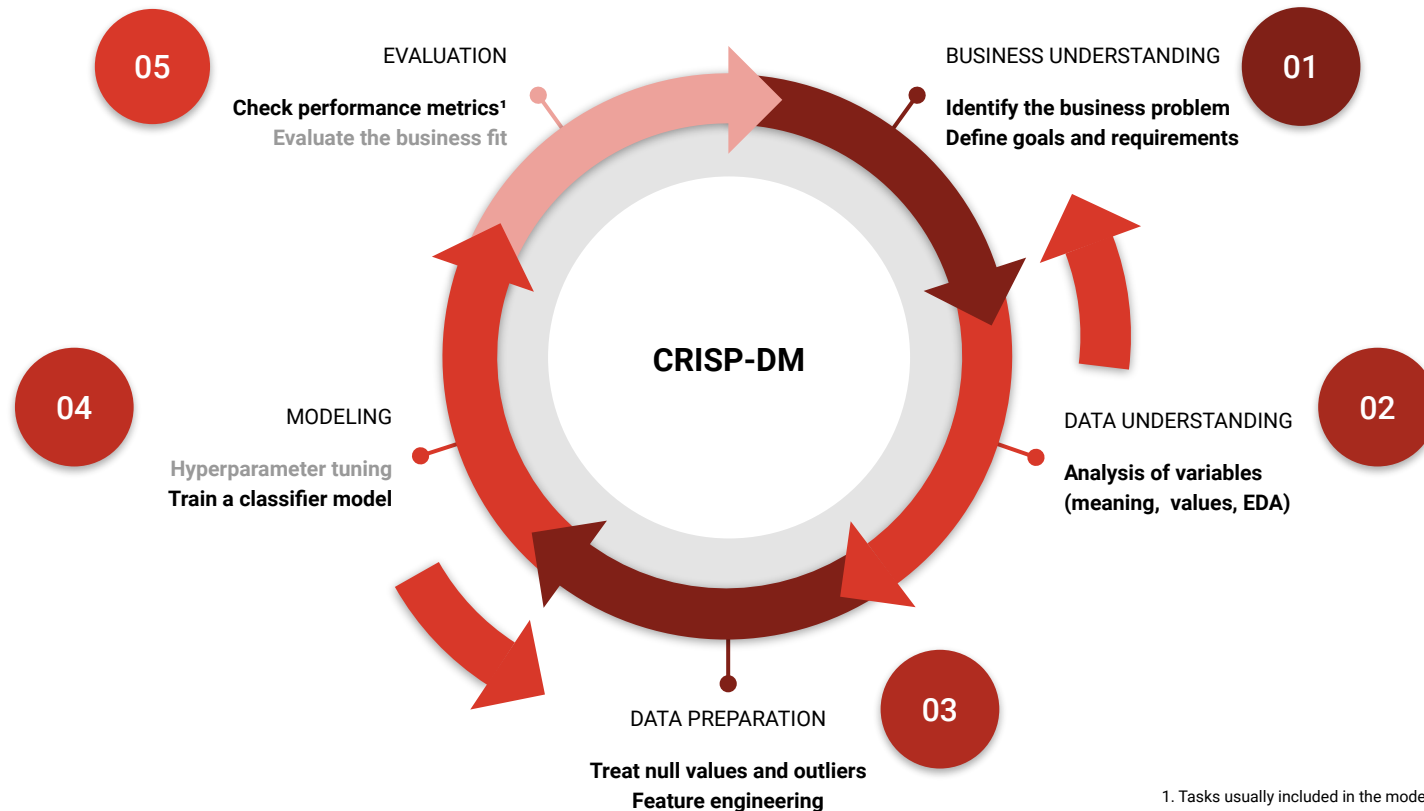 01
BUSINESS UNDERSTANDING
Identify the business problem
Define goals and requirements
02
DATA UNDERSTANDING
Analysis of variables
(meaning, values, EDA)
03
DATA PREPARATION
Treat null values and outliers
Feature engineering
04
MODELING
Hyperparameter tuning
Train a classifier model
05
EVALUATION
Check performance metrics¹
Evaluate the business fit
CRISP-DM
1. Tasks usually included in the